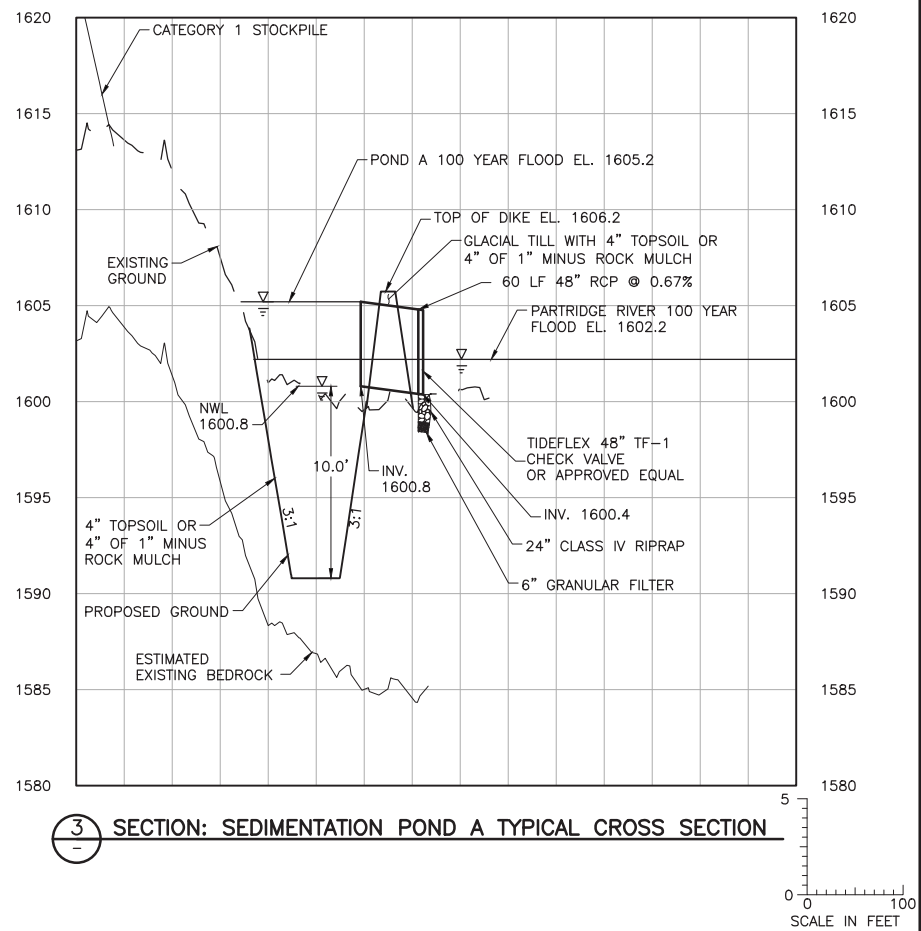 1620
1620
CATEGORY 1 STOCKPILE
1615
1615
POND A 100 YEAR FLOOD EL. 1605.2
1610
1610
TOP OF DIKE EL. 1606.2
GLACIAL TILL WITH 4" TOPSOIL OR
4" OF 1" MINUS ROCK MULCH
EXISTING
GROUND
60 LF 48" RCP @ 0.67%
1605
1605
PARTRIDGE RIVER 100 YEAR
FLOOD EL. 1602.2
1600
1600
NWL
1600.8
10.0'
INV.
1600.8
TIDEFLEX 48" TF-1
CHECK VALVE
OR APPROVED EQUAL
1595
1595
3:1
3:1
INV. 1600.4
4" TOPSOIL OR
4" OF 1" MINUS
ROCK MULCH
24" CLASS IV RIPRAP
6" GRANULAR FILTER
1590
1590
PROPOSED GROUND
ESTIMATED
EXISTING BEDROCK
1585
1585
1580
1580
3
-
SECTION: SEDIMENTATION POND A TYPICAL CROSS SECTION
5
0
0
100
SCALE IN FEET